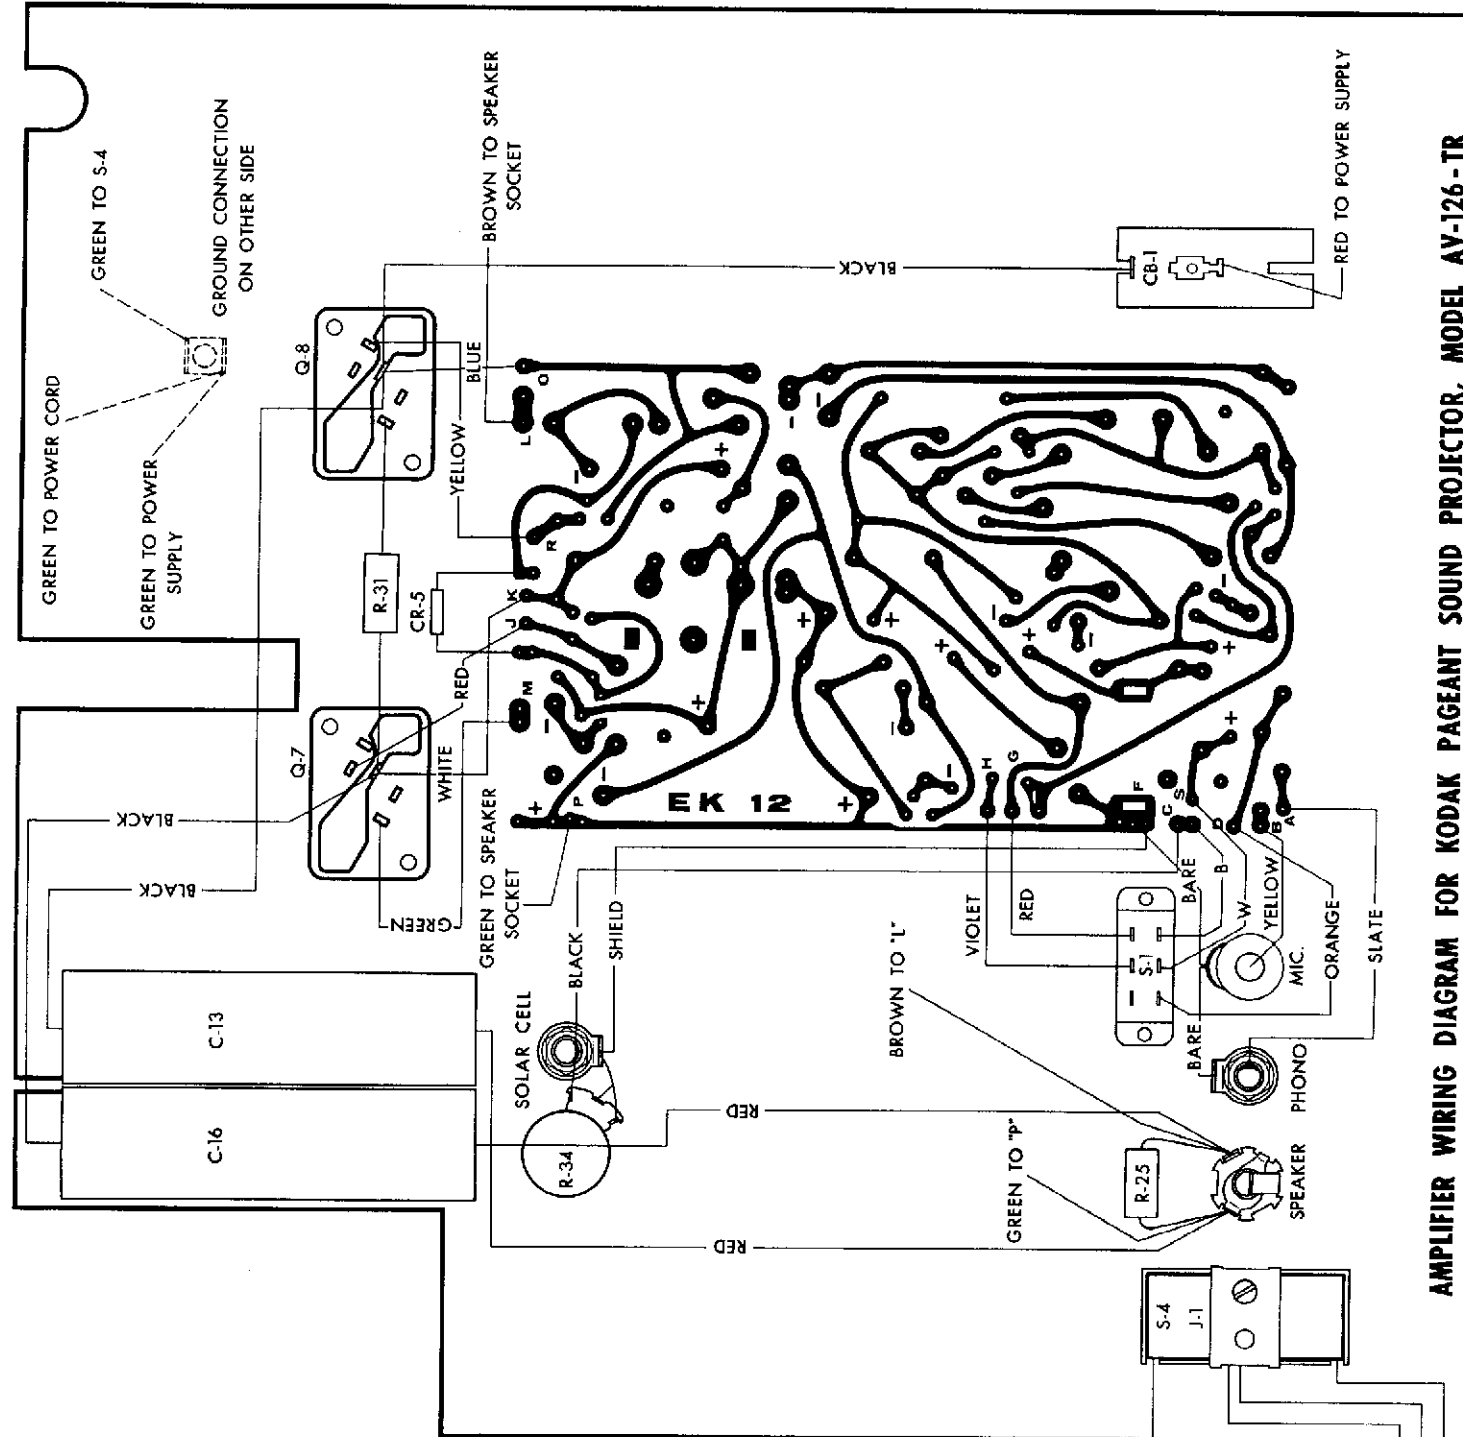 GREEN TO POWER CORD
GREEN TO S-4
GREEN TO POWER
SUPPLY
GROUND CONNECTION
ON OTHER SIDE
BLACK
BLACK
Q-7
Q-8
R-31
CR-5
C-13
C-16
GREEN
WHITE
RED
YELLOW
BLUE
BROWN TO SPEAKER
SOCKET
GREEN TO SPEAKER
SOCKET
SOLAR CELL
R-34
BLACK
SHIELD
+
P
M
J
K
R
L
O
EK 12
BLACK
CB-1
RED TO POWER SUPPLY
RED
RED
BROWN TO "L"
GREEN TO "P"
R-25
SPEAKER
VIOLET
RED
H
G
F
C
S
D
B
A
S-1
BARE
BARE
B
W
YELLOW
MIC.
ORANGE
SLATE
PHONO
S-4
J-1
AMPLIFIER WIRING DIAGRAM FOR KODAK PAGEANT SOUND PROJECTOR, MODEL AV-126-TR